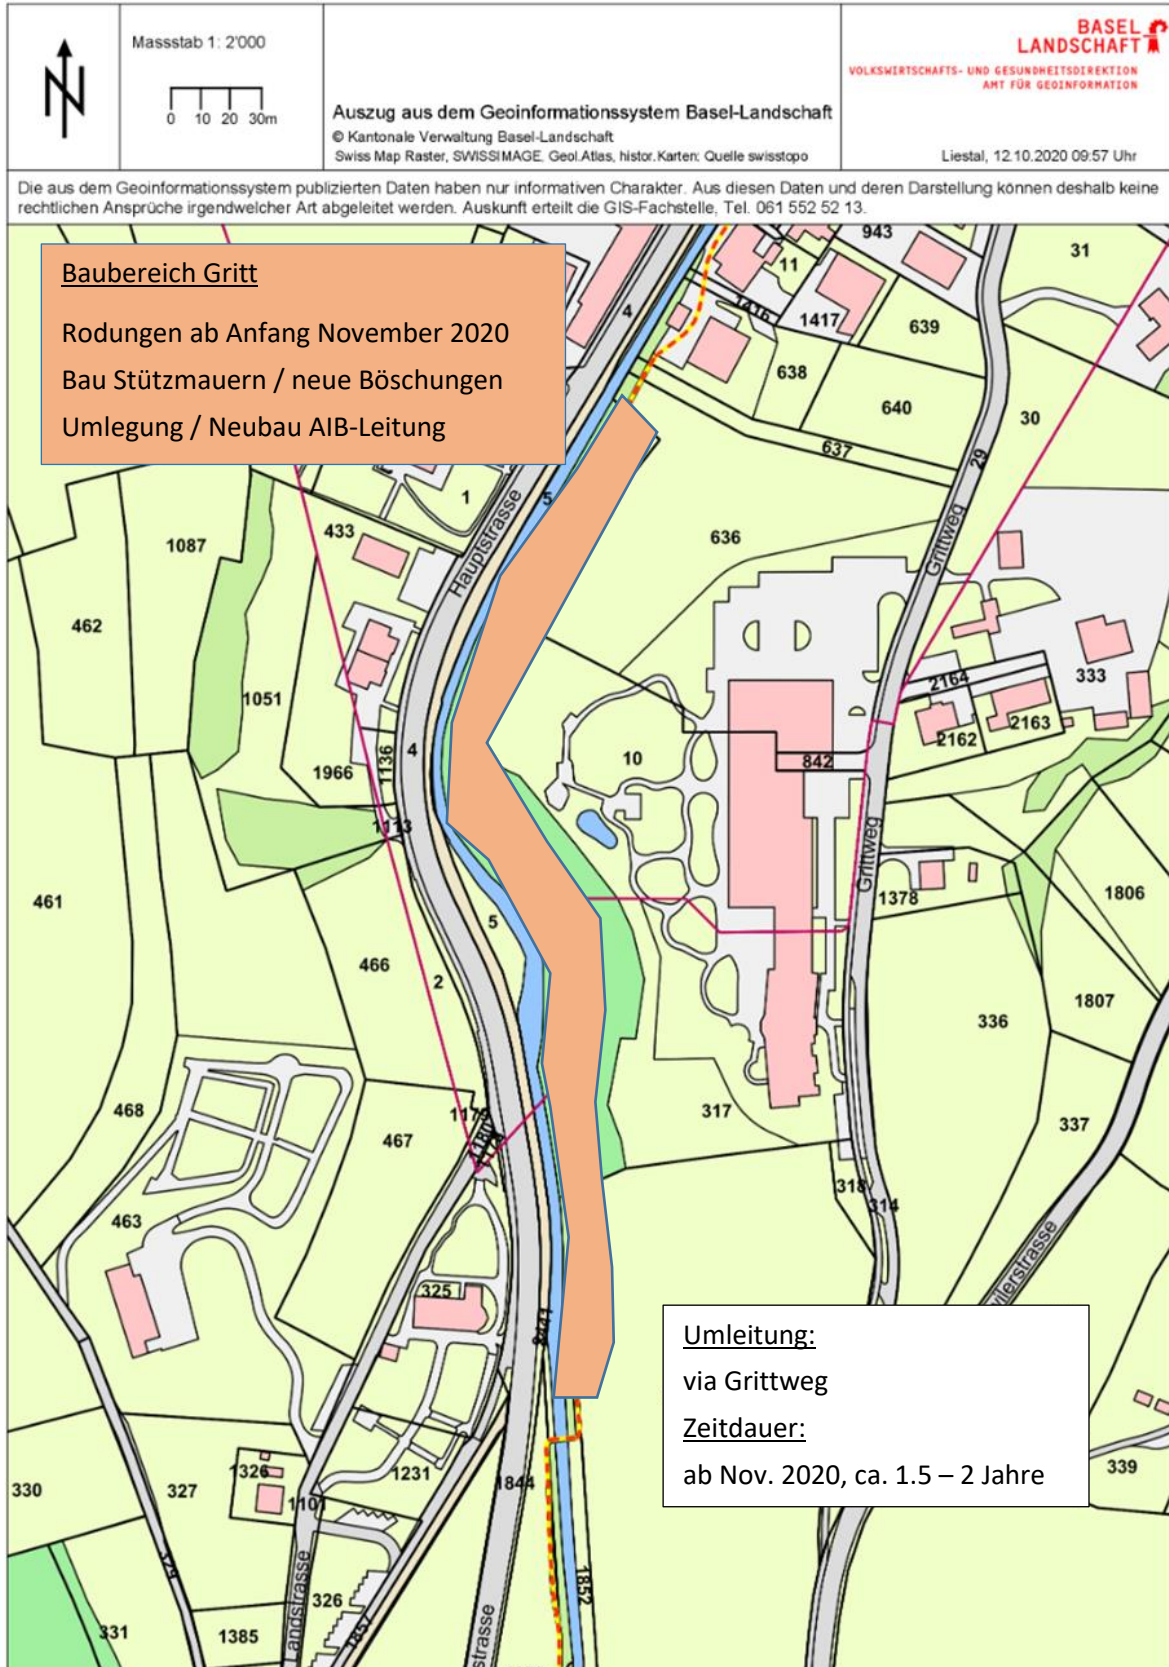 Massstab 1: 2'000
0 10 20 30m
N
Auszug aus dem Geoinformationssystem Basel-Landschaft
© Kantonale Verwaltung Basel-Landschaft
Swiss Map Raster, SWISSIMAGE, Geol.Atlas, histor.Karten: Quelle swisstopo
BASEL
LANDSCHAFT
VOLKSWIRTSCHAFTS- UND GESUNDHEITSDIREKTION
AMT FÜR GEOINFORMATION
Liestal, 12.10.2020 09:57 Uhr
Die aus dem Geoinformationssystem publizierten Daten haben nur informativen Charakter. Aus diesen Daten und deren Darstellung können deshalb keine
rechtlichen Ansprüche irgendwelcher Art abgeleitet werden. Auskunft erteilt die GIS-Fachstelle, Tel. 061 552 52 13.
Baubereich Gritt
Rodungen ab Anfang November 2020
Bau Stützmauern / neue Böschungen
Umlegung / Neubau AIB-Leitung
943
31
11
4
1416
1417
639
638
640
30
637
29
1
5
Hauptstrasse
433
1087
636
Grittweg
462
333
2164
1051
2163
2162
4
1136
1966
10
842
1113
Grittweg
461
1378
1806
5
466
2
1807
336
468
1179
1180
467
317
337
318
314
463
wilerstrasse
325
8441
Umleitung:
via Grittweg
Zeitdauer:
ab Nov. 2020, ca. 1.5 – 2 Jahre
330
327
1326
1101
1231
1844
339
329
Landstrasse
326
1857
1852
331
1385
strasse